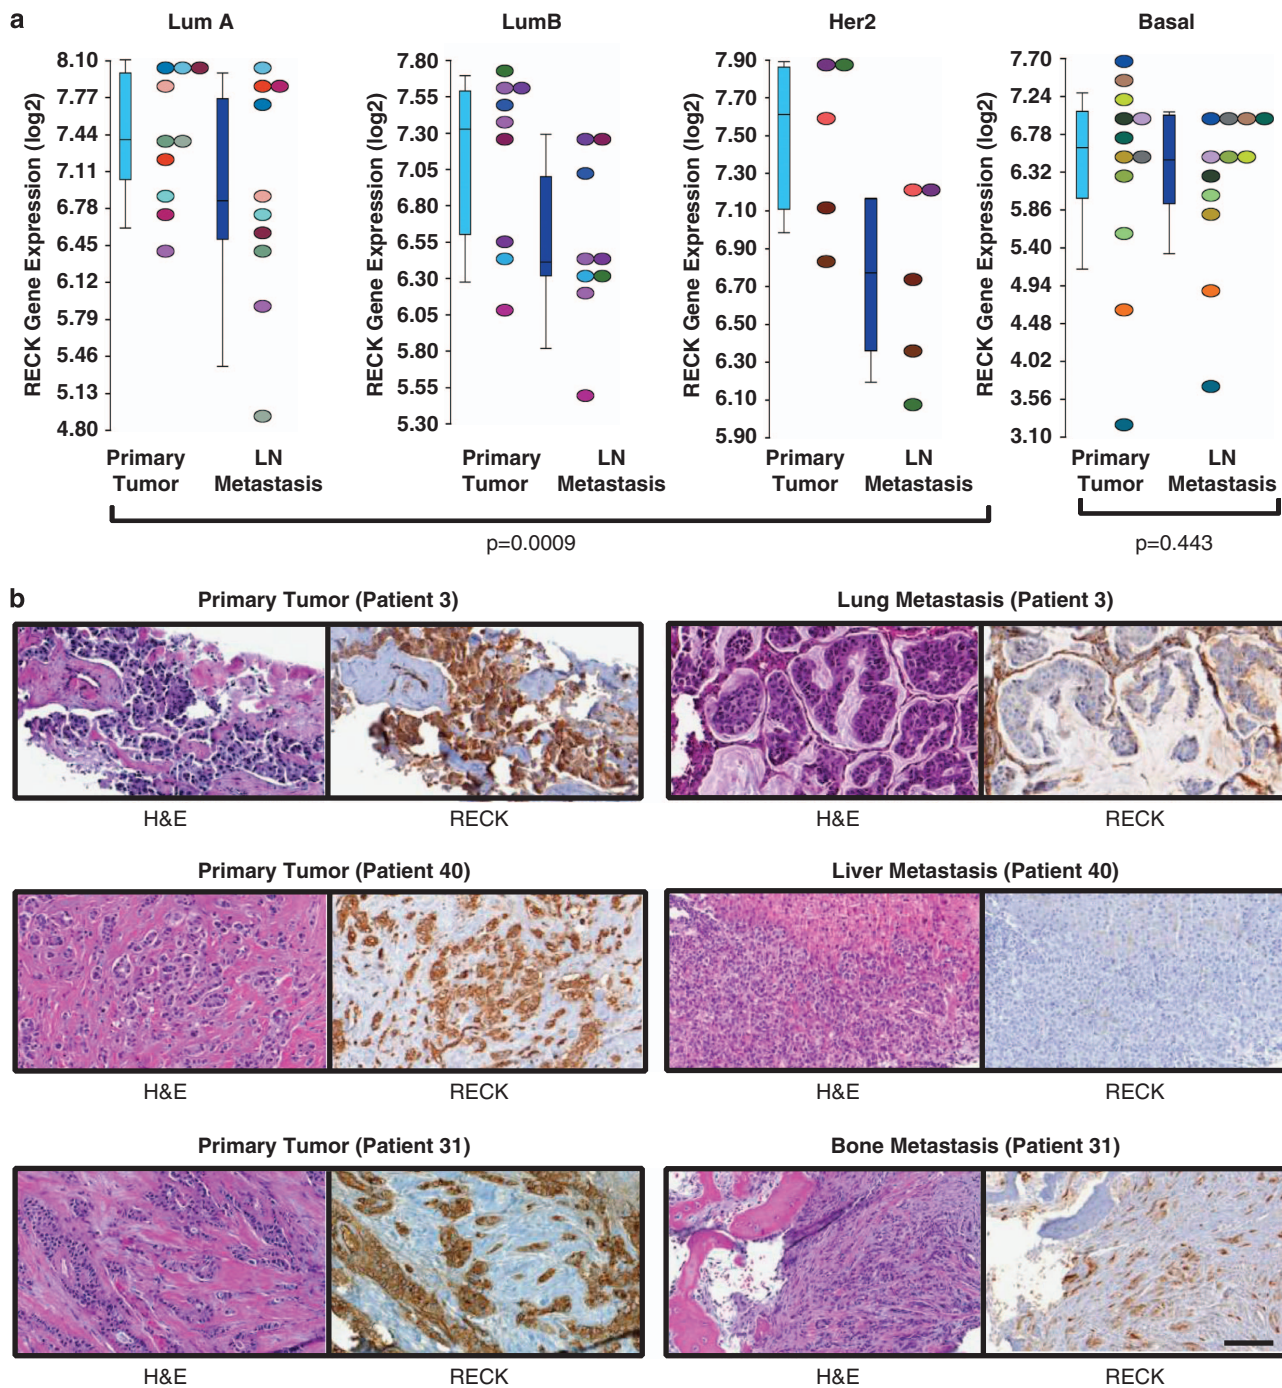 a
Lum A
LumB
Her2
Basal
RECK Gene Expression (log2)
8.10
7.77
7.44
7.11
6.78
6.45
6.12
5.79
5.46
5.13
4.80
Primary Tumor
LN Metastasis
RECK Gene Expression (log2)
7.80
7.55
7.30
7.05
6.80
6.55
6.30
6.05
5.80
5.55
5.30
Primary Tumor
LN Metastasis
RECK Gene Expression (log2)
7.90
7.70
7.50
7.30
7.10
6.90
6.70
6.50
6.30
6.10
5.90
Primary Tumor
LN Metastasis
RECK Gene Expression (log2)
7.70
7.24
6.78
6.32
5.86
5.40
4.94
4.48
4.02
3.56
3.10
Primary Tumor
LN Metastasis
p=0.0009
p=0.443
b
Primary Tumor (Patient 3)
Lung Metastasis (Patient 3)
H&E
RECK
H&E
RECK
Primary Tumor (Patient 40)
Liver Metastasis (Patient 40)
H&E
RECK
H&E
RECK
Primary Tumor (Patient 31)
Bone Metastasis (Patient 31)
H&E
RECK
H&E
RECK